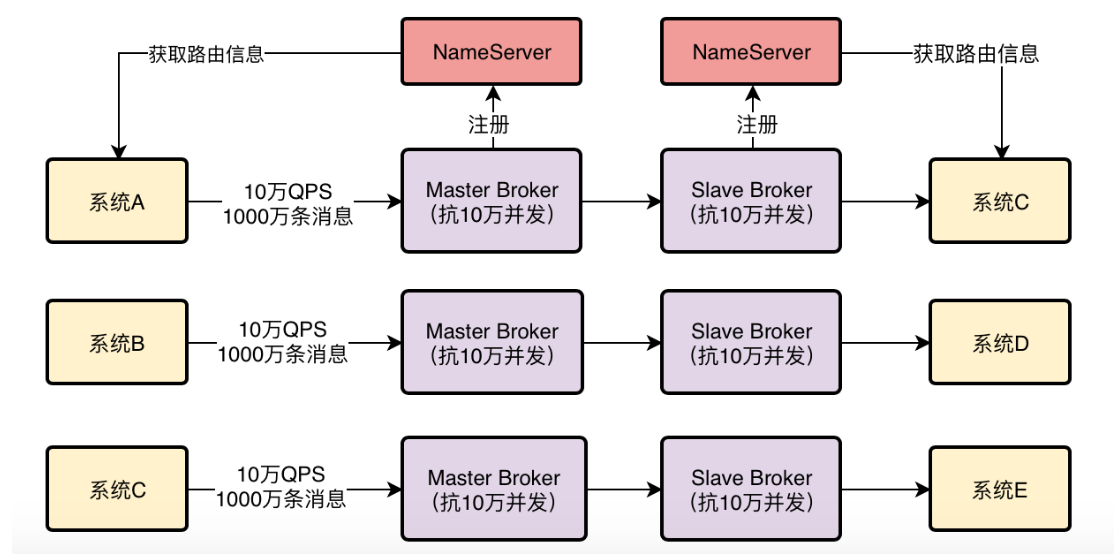 获取路由信息
NameServer
NameServer
获取路由信息
注册
注册
系统A
10万QPS
1000万条消息
Master Broker
（抗10万并发）
Slave Broker
（抗10万并发）
系统C
系统B
10万QPS
1000万条消息
Master Broker
（抗10万并发）
Slave Broker
（抗10万并发）
系统D
系统C
10万QPS
1000万条消息
Master Broker
（抗10万并发）
Slave Broker
（抗10万并发）
系统E